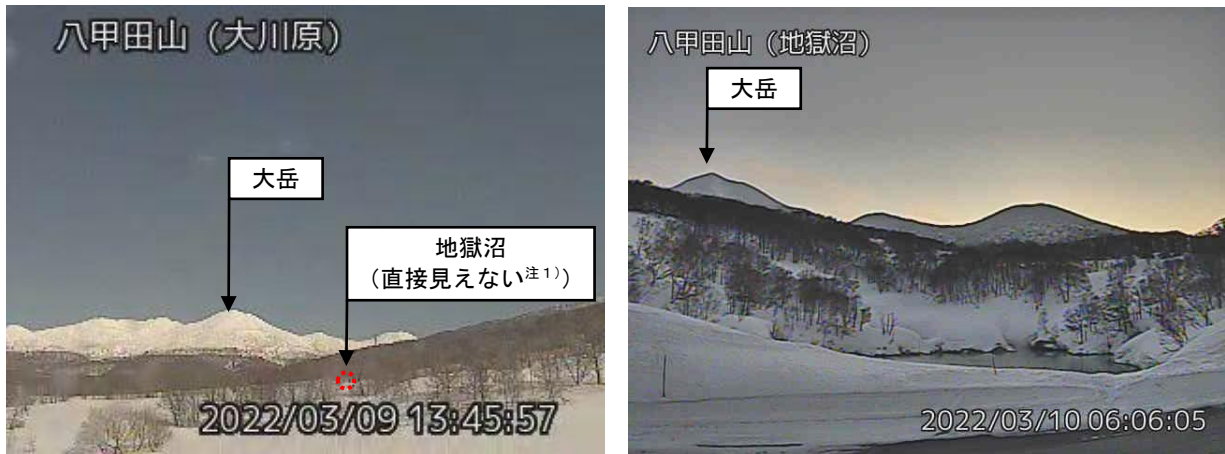 八甲田山（大川原）
大岳
地獄沼
（直接見えない注１））
2022/03/09 13:45:57
八甲田山（地獄沼）
大岳
2022/03/10 06:06:05